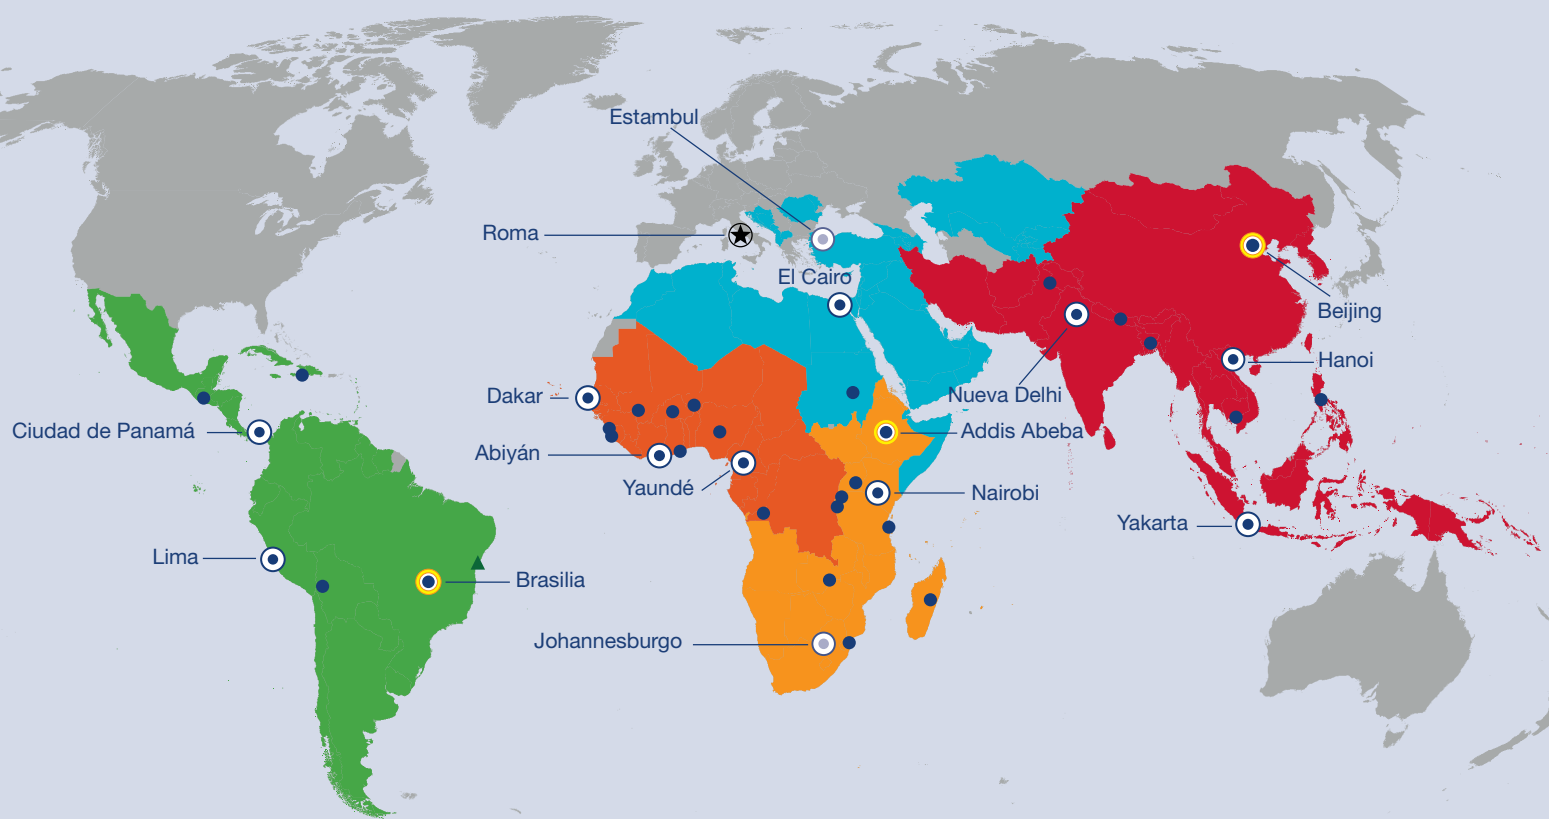 Estambul
Roma
El Cairo
Beijing
Hanoi
Dakar
Nueva Delhi
Ciudad de Panamá
Addis Abeba
Abiyán
Yaundé
Nairobi
Yakarta
Lima
Brasilia
Johannesburgo